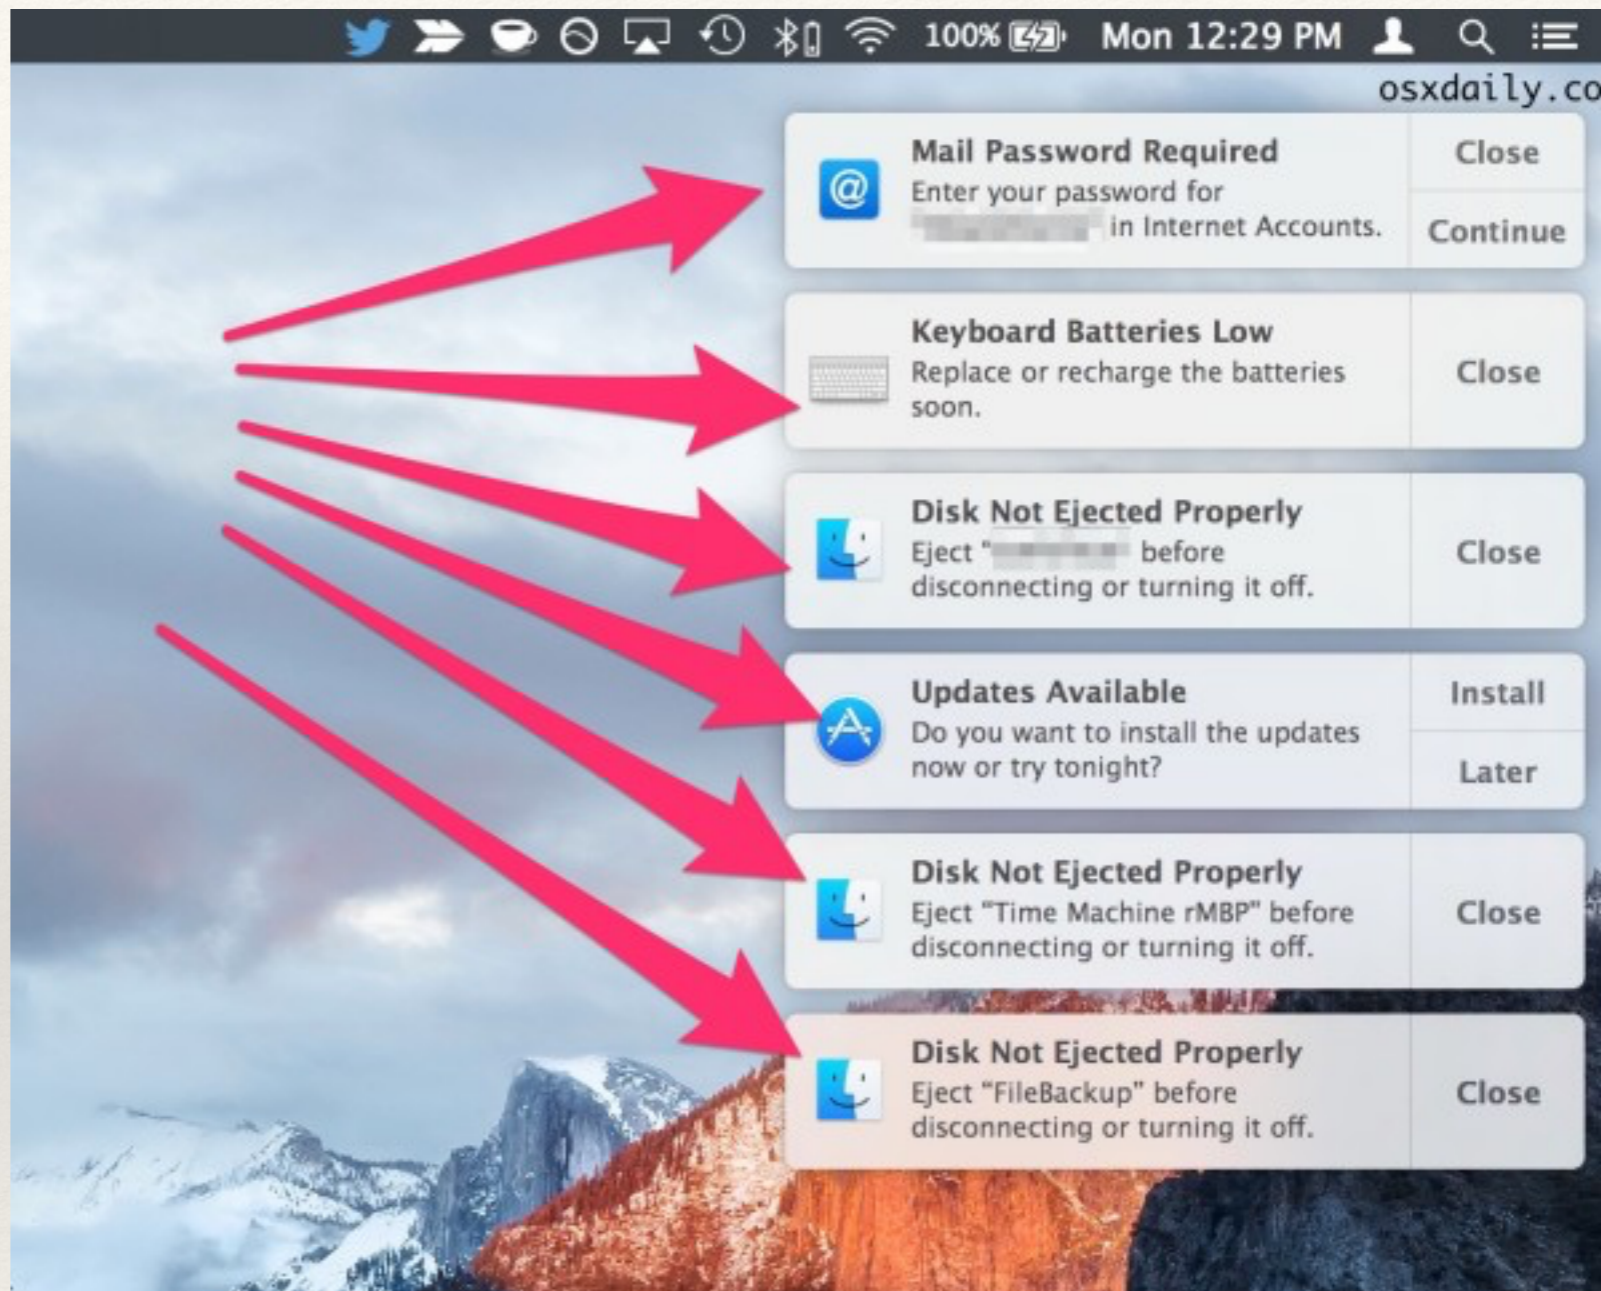 100% Mon 12:29 PM
osxdaily.co
Mail Password Required
Enter your password for
in Internet Accounts.
Close
Continue
Keyboard Batteries Low
Replace or recharge the batteries
soon.
Close
Disk Not Ejected Properly
Eject " before
disconnecting or turning it off.
Close
Updates Available
Do you want to install the updates
now or try tonight?
Install
Later
Disk Not Ejected Properly
Eject “Time Machine rMBP” before
disconnecting or turning it off.
Close
Disk Not Ejected Properly
Eject “FileBackup” before
disconnecting or turning it off.
Close